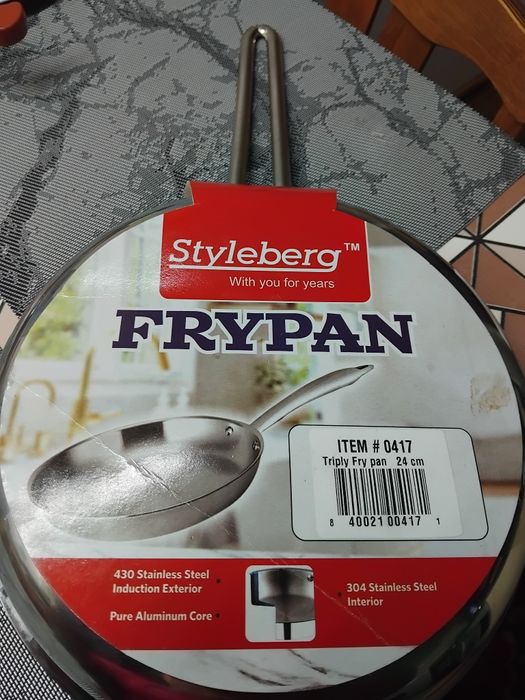 Styleberg™
With you for years
FRYPAN
ITEM # 0417
Triply Fry pan 24 cm
8 40021 00417 1
430 Stainless Steel
Induction Exterior
Pure Aluminum Core
304 Stainless Steel
Interior